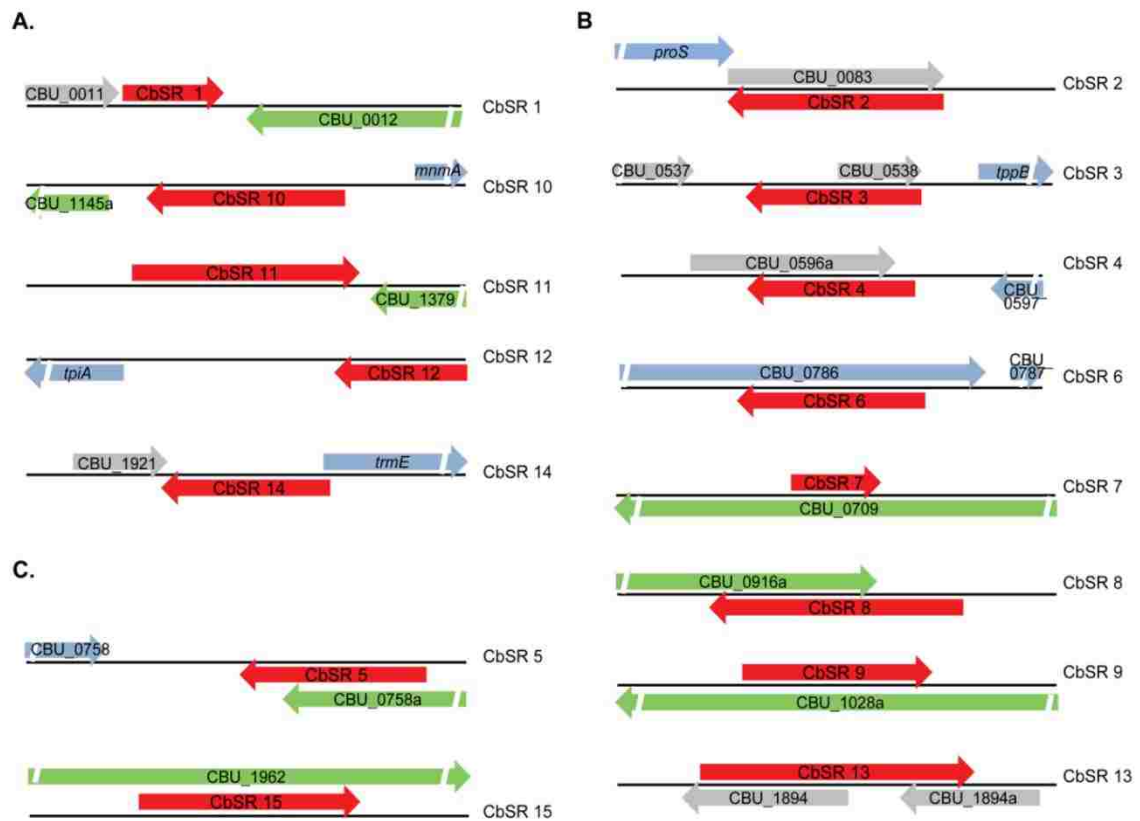 A.
CBU_0011
CbSR 1
CBU_0012
CbSR 1
mnmA
CBU_1145a
CbSR 10
CbSR 10
CbSR 11
CBU_1379
CbSR 11
tpiA
CbSR 12
CbSR 12
CBU_1921
trmE
CbSR 14
CbSR 14
B
proS
CBU_0083
CbSR 2
CbSR 2
CBU_0537
CBU_0538
tppB
CbSR 3
CbSR 3
CBU_0596a
CbSR 4
CBU_
0597
CbSR 4
CBU_0786
CBU_
0787
CbSR 6
CbSR 6
CbSR 7
CBU_0709
CbSR 7
CBU_0916a
CbSR 8
CbSR 8
CbSR 9
CBU_1028a
CbSR 9
CbSR 13
CBU_1894
CBU_1894a
CbSR 13
C.
CBU_0758
CbSR 5
CBU_0758a
CbSR 5
CBU_1962
CbSR 15
CbSR 15